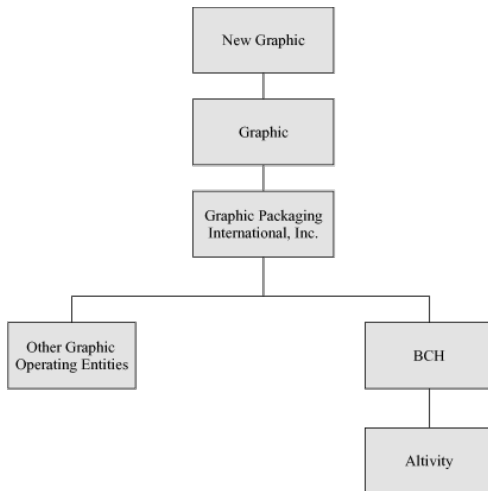 New Graphic
Graphic
Graphic Packaging
International, Inc.
Other Graphic
Operating Entities
BCH
Altivity